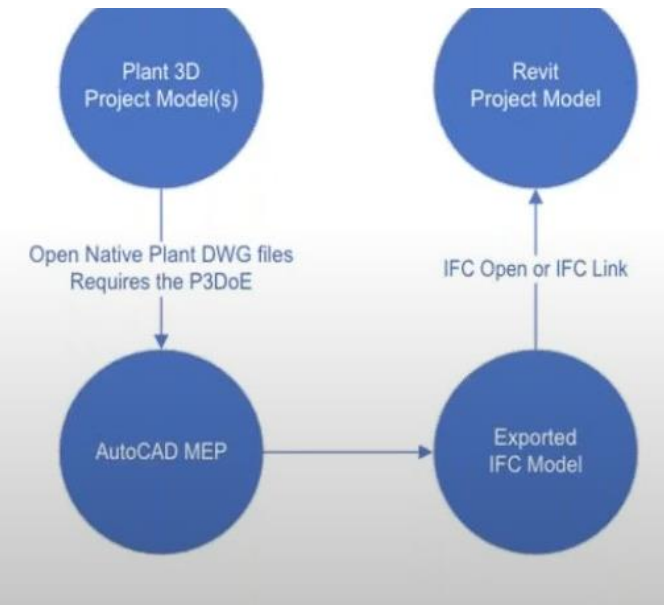 Plant 3D
Project Model(s)
Revit
Project Model
Open Native Plant DWG files
Requires the P3DoE
IFC Open or IFC Link
AutoCAD MEP
Exported
IFC Model